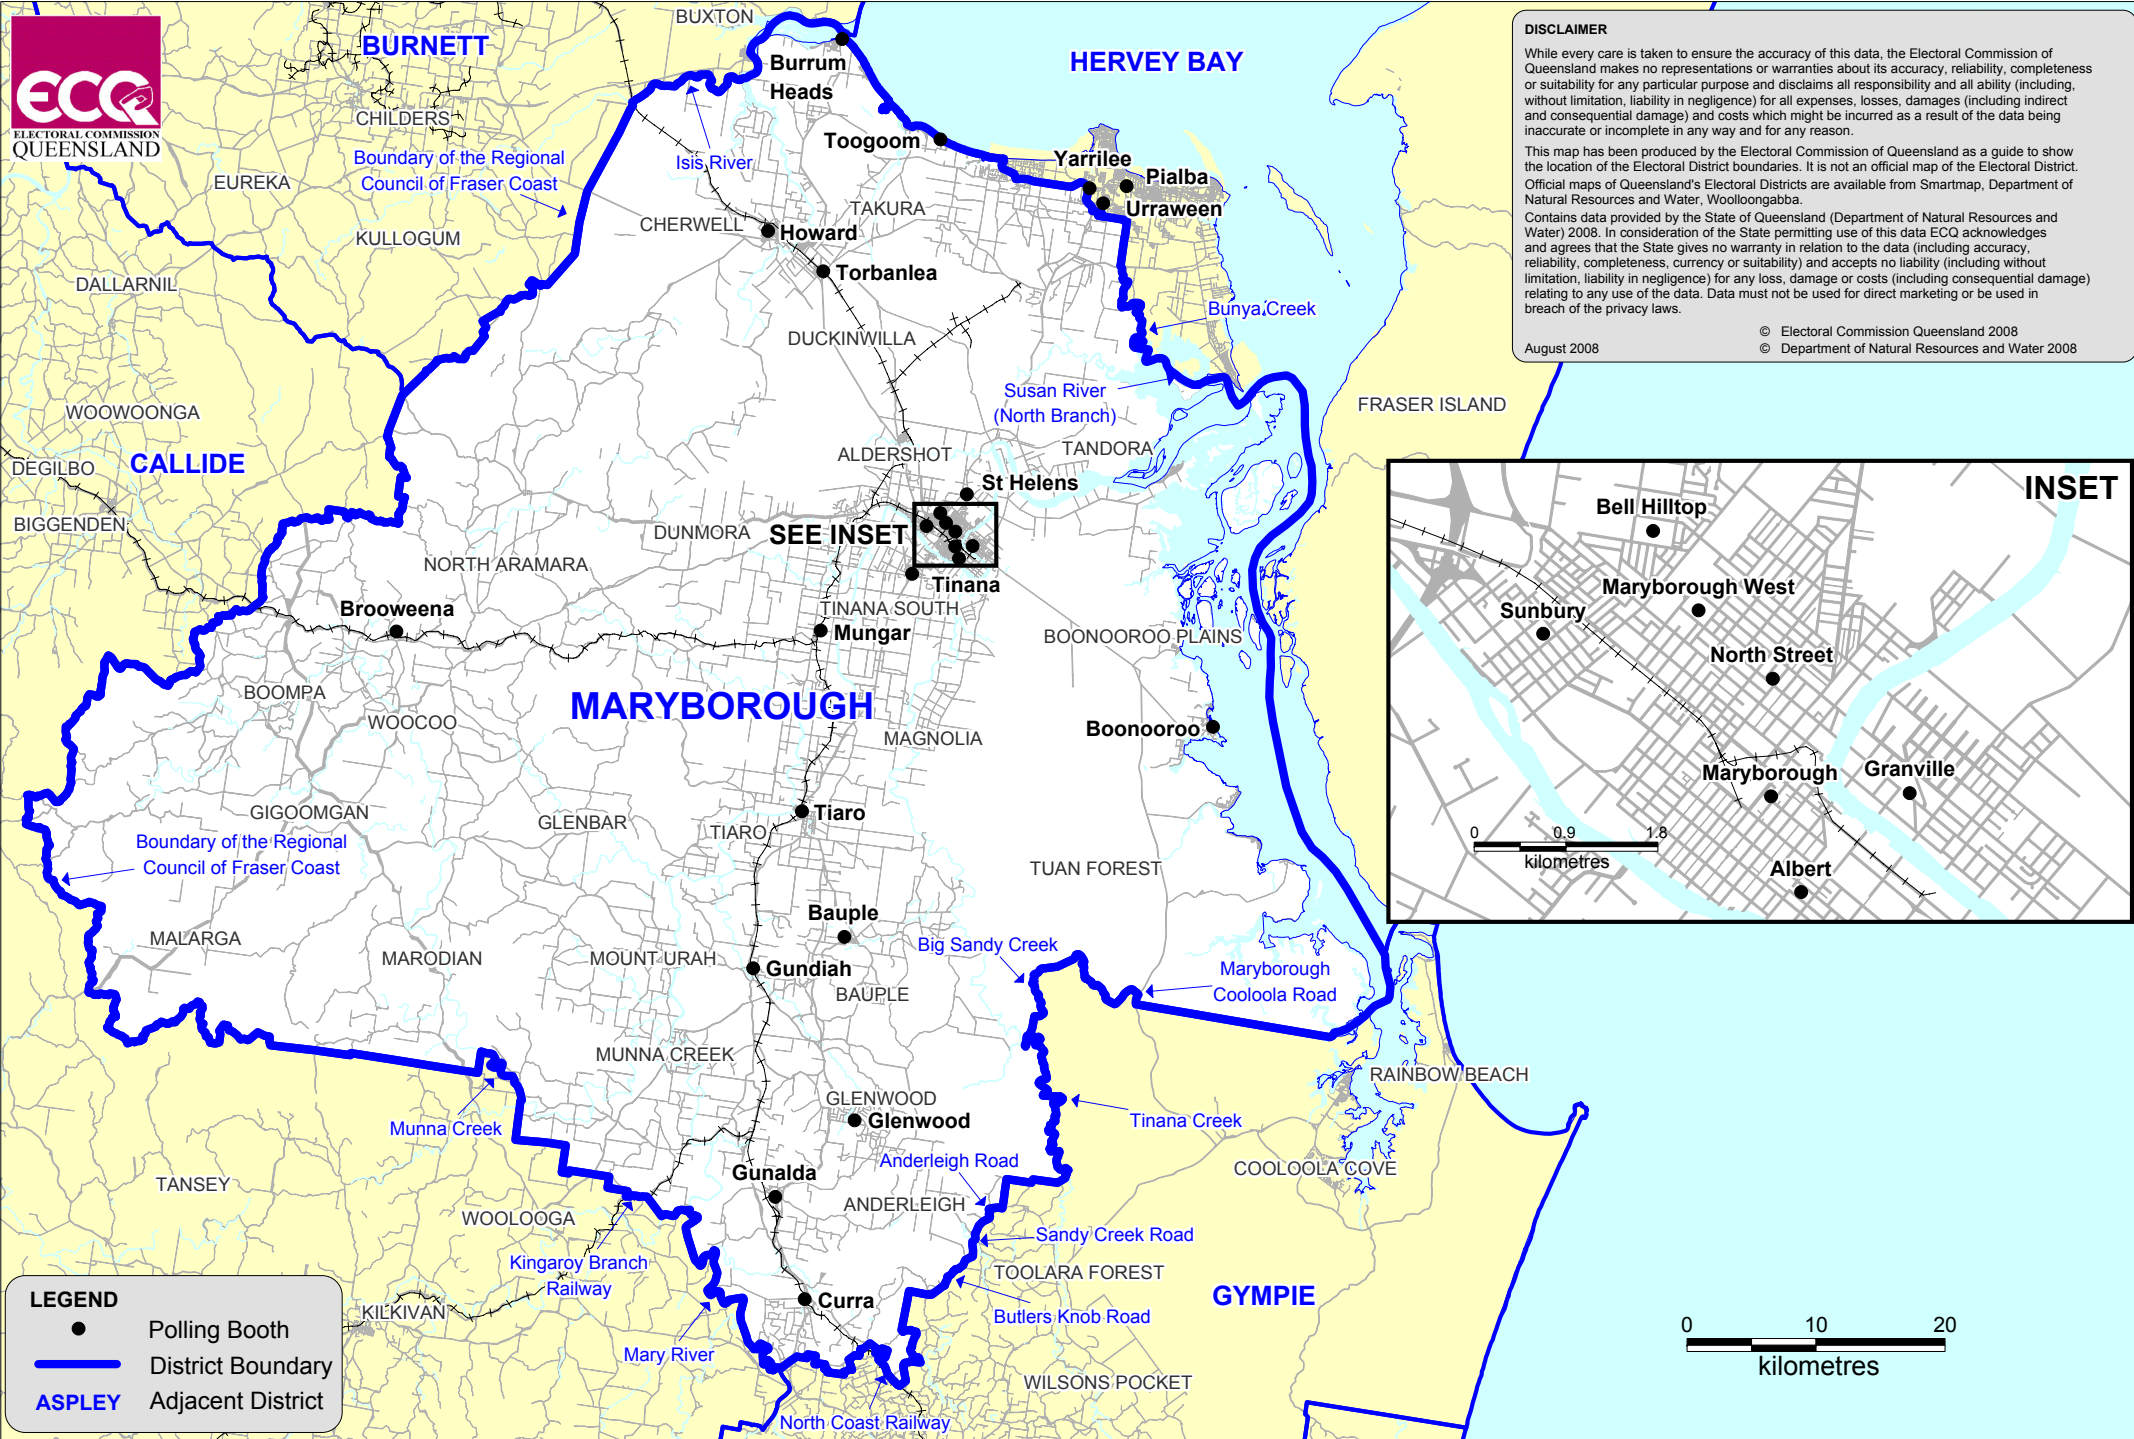 ECQ
ELECTORAL COMMISSION
QUEENSLAND
BUXTON
BURNETT
HERVEY BAY
Burrum
Heads
CHILDERS
Boundary of the Regional
Council of Fraser Coast
Isis River
Toogoom
Yarrilee
Pialba
Urraween
EUREKA
KULLOGUM
CHERWELL
TAKURA
Howard
Torbanlea
DALLARNIL
DUCKINWILLA
Bunya Creek
Susan River
(North Branch)
WOOWOONGA
FRASER ISLAND
DEGILBO
CALLIDE
ALDERSHOT
TANDORA
St Helens
BIGGENDEN
DUNMORA
SEE INSET
NORTH ARAMARA
Tinana
Brooweena
TINANA SOUTH
Mungar
BOONOOROO PLAINS
BOOMPA
WOOCOO
MARYBOROUGH
MAGNOLIA
Boonooroo
GIGOOMGAN
GLENBAR
TIARO
Tiaro
Boundary of the Regional
Council of Fraser Coast
TUAN FOREST
Bauple
MALARGA
MARODIAN
MOUNT URAH
Big Sandy Creek
Gundiah
BAUPLE
Maryborough
Cooloola Road
MUNNA CREEK
RAINBOW BEACH
GLENWOOD
Glenwood
Munna Creek
Tinana Creek
Anderleigh Road
COOLOOLA COVE
Gunalda
TANSEY
ANDERLEIGH
WOOLOOGA
Sandy Creek Road
Kingaroy Branch
Railway
TOOLARA FOREST
GYMPIE
KILKIVAN
Curra
Butlers Knob Road
Mary River
WILSONS POCKET
North Coast Railway
DISCLAIMER
While every care is taken to ensure the accuracy of this data, the Electoral Commission of
Queensland makes no representations or warranties about its accuracy, reliability, completeness
or suitability for any particular purpose and disclaims all responsibility and all ability (including,
without limitation, liability in negligence) for all expenses, losses, damages (including indirect
and consequential damage) and costs which might be incurred as a result of the data being
inaccurate or incomplete in any way and for any reason.
This map has been produced by the Electoral Commission of Queensland as a guide to show
the location of the Electoral District boundaries. It is not an official map of the Electoral District.
Official maps of Queensland's Electoral Districts are available from Smartmap, Department of
Natural Resources and Water, Woolloongabba.
Contains data provided by the State of Queensland (Department of Natural Resources and
Water) 2008. In consideration of the State permitting use of this data ECQ acknowledges
and agrees that the State gives no warranty in relation to the data (including accuracy,
reliability, completeness, currency or suitability) and accepts no liability (including without
limitation, liability in negligence) for any loss, damage or costs (including consequential damage)
relating to any use of the data. Data must not be used for direct marketing or be used in
breach of the privacy laws.
© Electoral Commission Queensland 2008
August 2008 © Department of Natural Resources and Water 2008
INSET
Bell Hilltop
Maryborough West
Sunbury
North Street
Maryborough
Granville
0 0.9 1.8
kilometres
Albert
LEGEND
Polling Booth
District Boundary
ASPLEY Adjacent District
0 10 20
kilometres